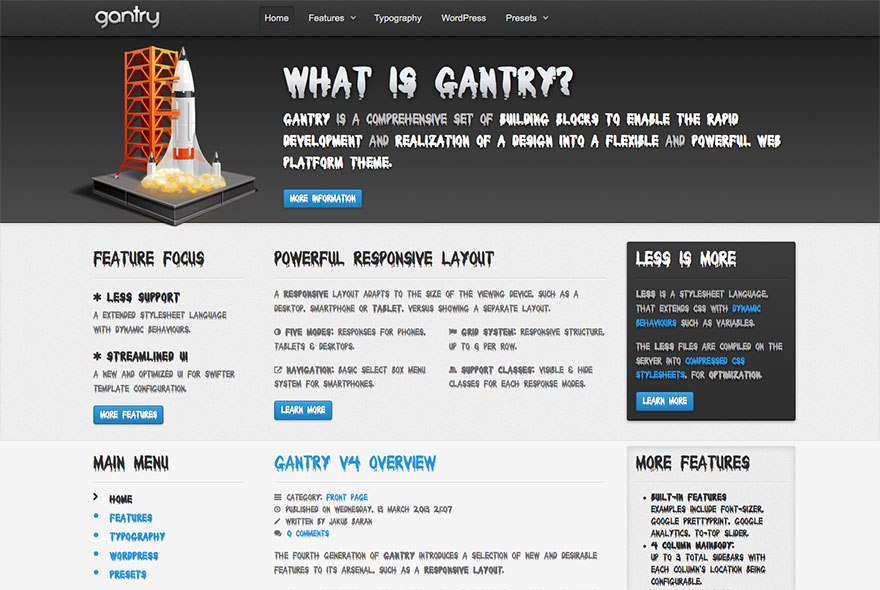 gantry
Home Features Typography WordPress Presets
WHAT IS GANTRY?
GANTRY IS A COMPREHENSIVE SET OF BUILDING BLOCKS TO ENABLE THE RAPID
DEVELOPMENT AND REALIZATION OF A DESIGN INTO A FLEXIBLE AND POWERFUL WEB
PLATFORM THEME.
MORE INFORMATION
FEATURE FOCUS
* LESS SUPPORT
A EXTENDED STYLESHEET LANGUAGE
WITH DYNAMIC BEHAVIOURS.
* STREAMLINED UI
A NEW AND OPTIMIZED UI FOR SWIFTER
TEMPLATE CONFIGURATION.
MORE FEATURES
POWERFUL RESPONSIVE LAYOUT
A RESPONSIVE LAYOUT ADAPTS TO THE SIZE OF THE VIEWING DEVICE, SUCH AS A
DESKTOP, SMARTPHONE OR TABLET, VERSUS SHOWING A SEPARATE LAYOUT.
FIVE MODES: RESPONSES FOR PHONES,
TABLETS & DESKTOPS.
GRID SYSTEM: RESPONSIVE STRUCTURE,
UP TO 6 PER ROW.
NAVIGATION: BASIC SELECT BOX MENU
SYSTEM FOR SMARTPHONES.
SUPPORT CLASSES: VISIBLE & HIDE
CLASSES FOR EACH RESPONSE MODES.
LEARN MORE
LESS IS MORE
LESS IS A STYLESHEET LANGUAGE,
THAT EXTENDS CSS WITH DYNAMIC
BEHAVIOURS SUCH AS VARIABLES.
THE LESS FILES ARE COMPILED ON THE
SERVER INTO COMPRESSED CSS
STYLESHEETS, FOR OPTIMIZATION.
LEARN MORE
MAIN MENU
HOME
FEATURES
TYPOGRAPHY
WORDPRESS
PRESETS
GANTRY V4 OVERVIEW
CATEGORY: FRONT PAGE
PUBLISHED ON WEDNESDAY, 13 MARCH 2013 21:07
WRITTEN BY JAKUB BARAN
0 COMMENTS
THE FOURTH GENERATION OF GANTRY INTRODUCES A SELECTION OF NEW AND DESIRABLE
FEATURES TO ITS ARSENAL, SUCH AS A RESPONSIVE LAYOUT.
MORE FEATURES
• BUILT-IN FEATURES
EXAMPLES INCLUDE FONT-SIZER,
GOOGLE PRETTYPRINT, GOOGLE
ANALYTICS, TO-TOP SLIDER.
• 4 COLUMN MAINBODY:
UP TO 3 TOTAL SIDEBARS WITH
EACH COLUMN'S LOCATION BEING
CONFIGURABLE.